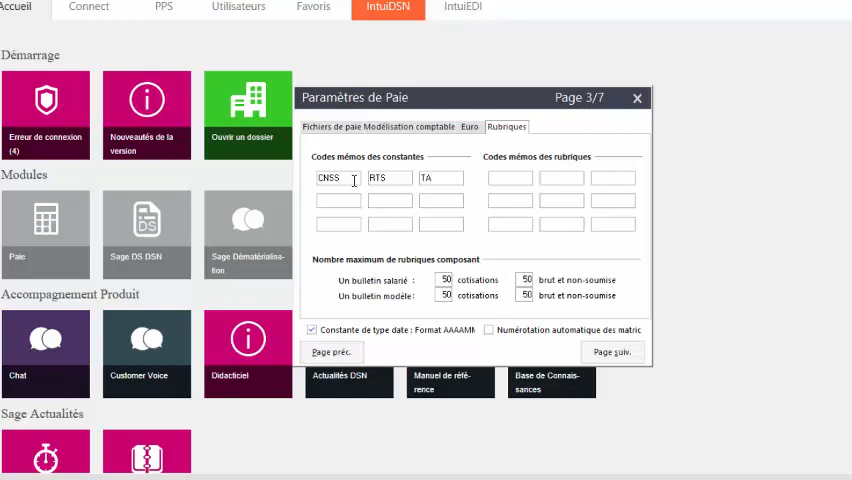 Accueil Connect PPS Utilisateurs Favoris IntuiDSN IntuiEDI
Démarrage
Erreur de connexion
(4)
Nouveautés de la
version
Ouvrir un dossier
Modules
Paie
Sage DS DSN
Sage Dématérialisa-
tion
Accompagnement Produit
Chat
Customer Voice
Didacticiel
Actualités DSN
Manuel de réfé-
rence
Base de Connais-
sances
Sage Actualités
Paramètres de Paie Page 3/7
Fichiers de paie Modélisation comptable Euro Rubriques
Codes mémos des constantes Codes mémos des rubriques
CNSS RTS TA
Nombre maximum de rubriques composant
Un bulletin salarié : 50 cotisations 50 brut et non-soumise
Un bulletin modèle: 50 cotisations 50 brut et non-soumise
Constante de type date : Format AAAAMM Numérotation automatique des matric
Page préc. Page suiv.